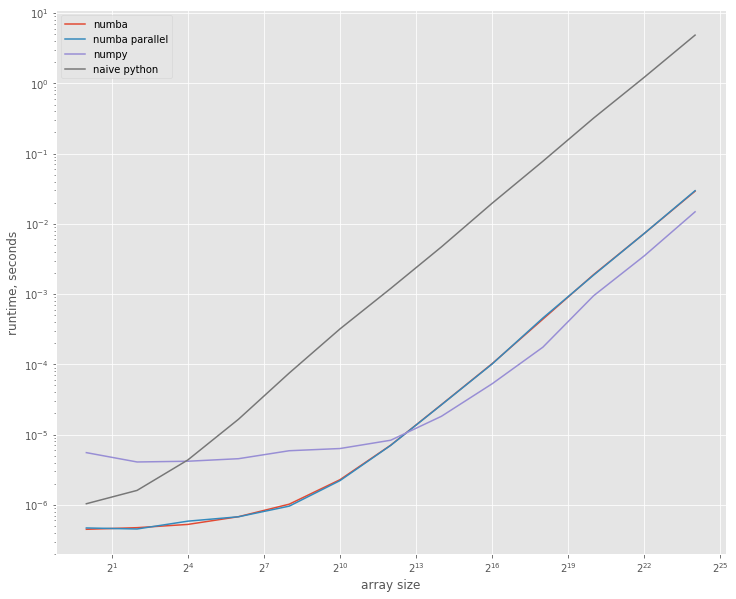 numba
numba parallel
numpy
naive python
10¹
10⁰
10⁻¹
10⁻²
10⁻³
10⁻⁴
10⁻⁵
10⁻⁶
runtime, seconds
2¹ 2⁴ 2⁷ 2¹⁰ 2¹³ 2¹⁶ 2¹⁹ 2²² 2²⁵
array size